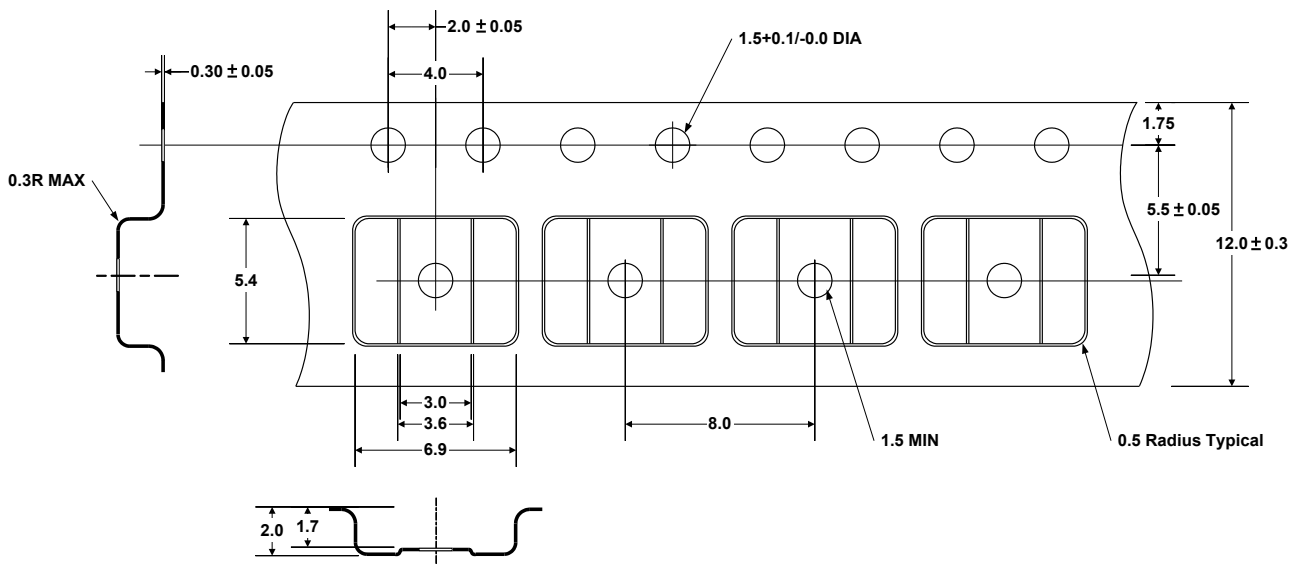 2.0 ± 0.05
1.5+0.1/-0.0 DIA
0.30 ± 0.05
4.0
1.75
0.3R MAX
5.5 ± 0.05
12.0 ± 0.3
5.4
3.0
3.6
8.0
1.5 MIN
0.5 Radius Typical
6.9
2.0
1.7